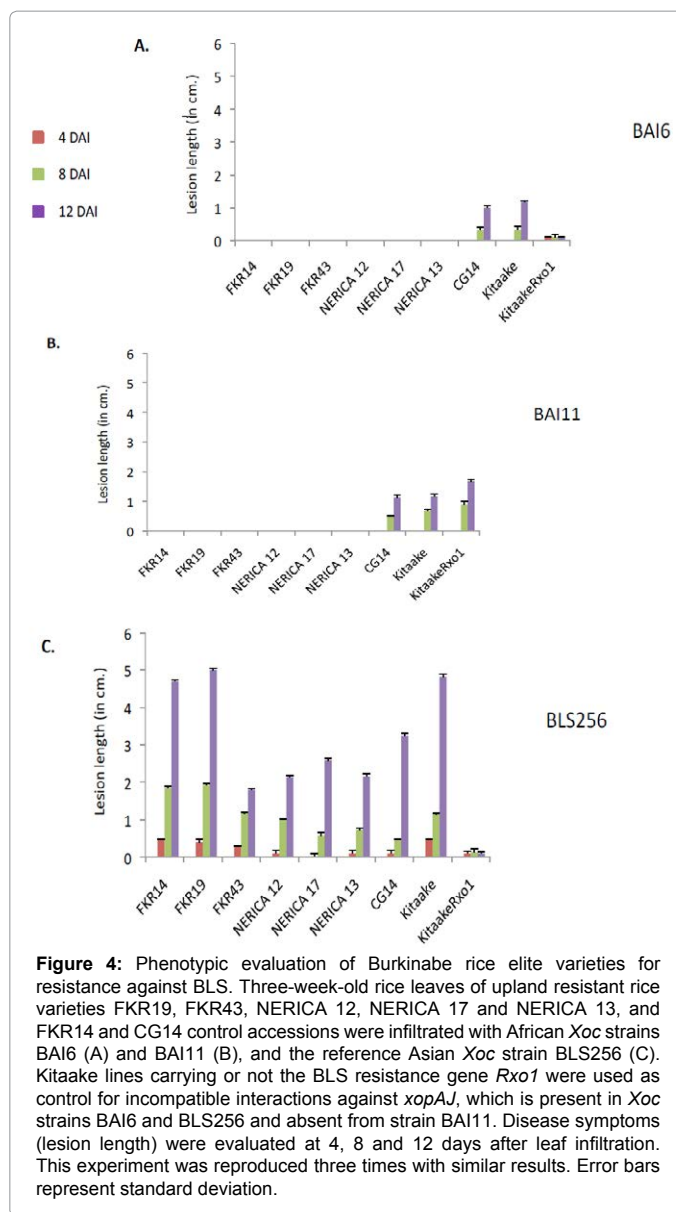 A.
Lesion length (in cm.)
6
5
4
3
2
1
0
4 DAI
8 DAI
12 DAI
BAI6
FKR14
FKR19
FKR43
NERICA 12
NERICA 17
NERICA 13
CG14
Kitaake
KitaakeRxo1
B.
Lesion length (in cm.)
6
5
4
3
2
1
0
BAI11
FKR14
FKR19
FKR43
NERICA 12
NERICA 17
NERICA 13
CG14
Kitaake
KitaakeRxo1
C.
Lesion length (in cm.)
6
5
4
3
2
1
0
BLS256
FKR14
FKR19
FKR43
NERICA 12
NERICA 17
NERICA 13
CG14
Kitaake
KitaakeRxo1
Figure 4: Phenotypic evaluation of Burkinabe rice elite varieties for
resistance against BLS. Three-week-old rice leaves of upland resistant rice
varieties FKR19, FKR43, NERICA 12, NERICA 17 and NERICA 13, and
FKR14 and CG14 control accessions were infiltrated with African Xoc strains
BAI6 (A) and BAI11 (B), and the reference Asian Xoc strain BLS256 (C).
Kitaake lines carrying or not the BLS resistance gene Rxo1 were used as
control for incompatible interactions against xopAJ, which is present in Xoc
strains BAI6 and BLS256 and absent from strain BAI11. Disease symptoms
(lesion length) were evaluated at 4, 8 and 12 days after leaf infiltration.
This experiment was reproduced three times with similar results. Error bars
represent standard deviation.